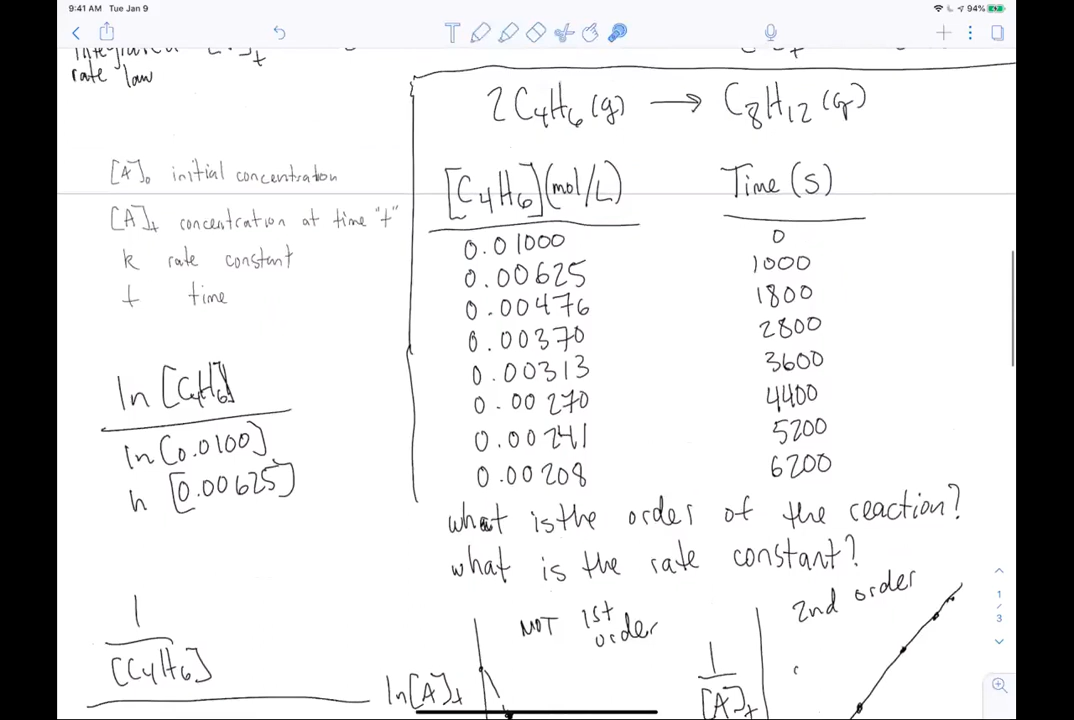 9:41 AM Tue Jan 9
94%
rate law
2C4H6(g) → C8H12(g)
[A]₀ initial concentration
[A]t concentration at time "t"
k rate constant
t time
[C4H6](mol/L) Time (s)
0.01000 0
0.00625 1000
0.00476 1800
0.00370 2800
0.00313 3600
0.00270 4400
0.00241 5200
0.00208 6200
ln [C4H6]
ln [0.0100]
ln [0.00625]
what is the order of the reaction?
what is the rate constant?
1
[C4H6]
NOT 1st order
ln[A]t
2nd order
1
[A]t
1
/
3